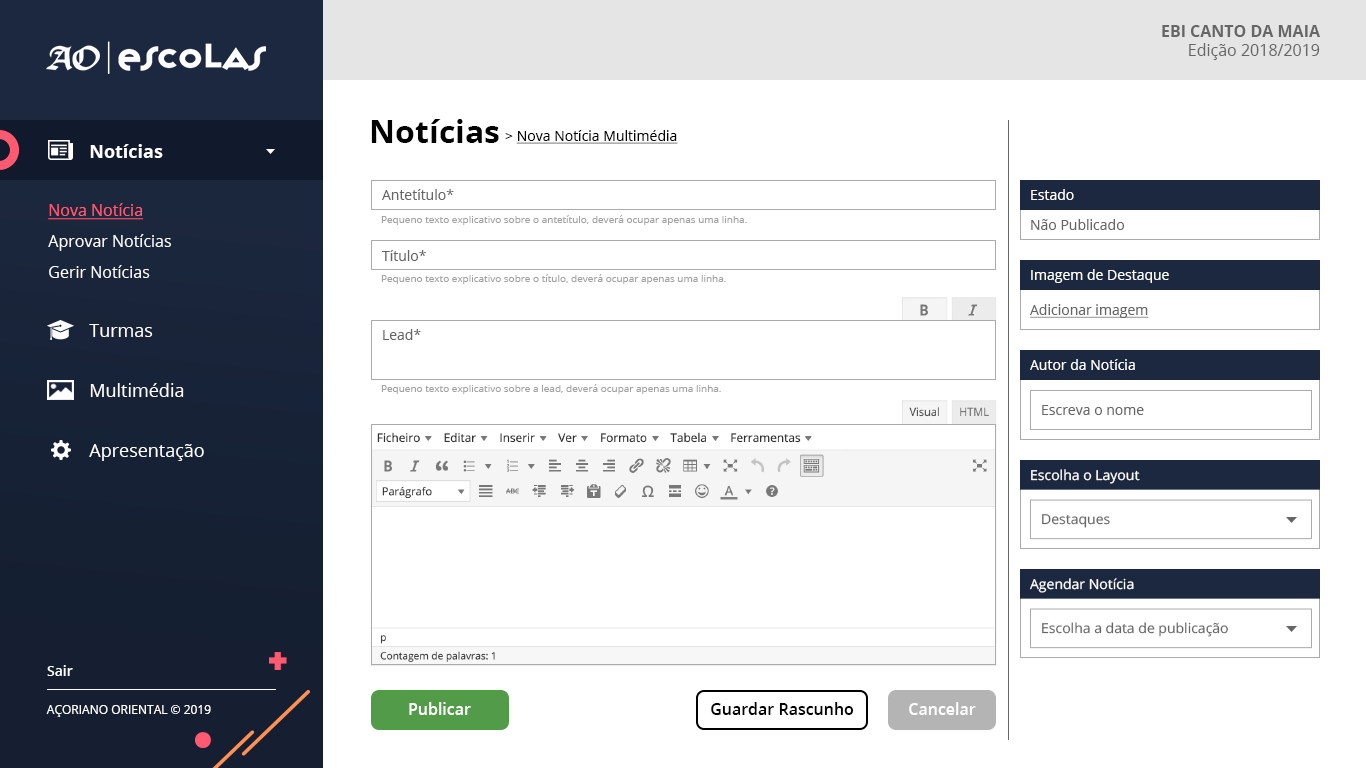 AO | escoLAS
Notícias
Nova Notícia
Aprovar Notícias
Gerir Notícias
Turmas
Multimédia
Apresentação
Sair
AÇORIANO ORIENTAL © 2019
EBI CANTO DA MAIA
Edição 2018/2019
Notícias > Nova Notícia Multimédia
Antetítulo*
Pequeno texto explicativo sobre o antetítulo, deverá ocupar apenas uma linha.
Título*
Pequeno texto explicativo sobre o título, deverá ocupar apenas uma linha.
B I
Lead*
Pequeno texto explicativo sobre a lead, deverá ocupar apenas uma linha.
Visual HTML
Ficheiro Editar Inserir Ver Formato Tabela Ferramentas
B I
Parágrafo ABC Ω A
p
Contagem de palavras: 1
Publicar Guardar Rascunho Cancelar
Estado
Não Publicado
Imagem de Destaque
Adicionar imagem
Autor da Notícia
Escreva o nome
Escolha o Layout
Destaques
Agendar Notícia
Escolha a data de publicação